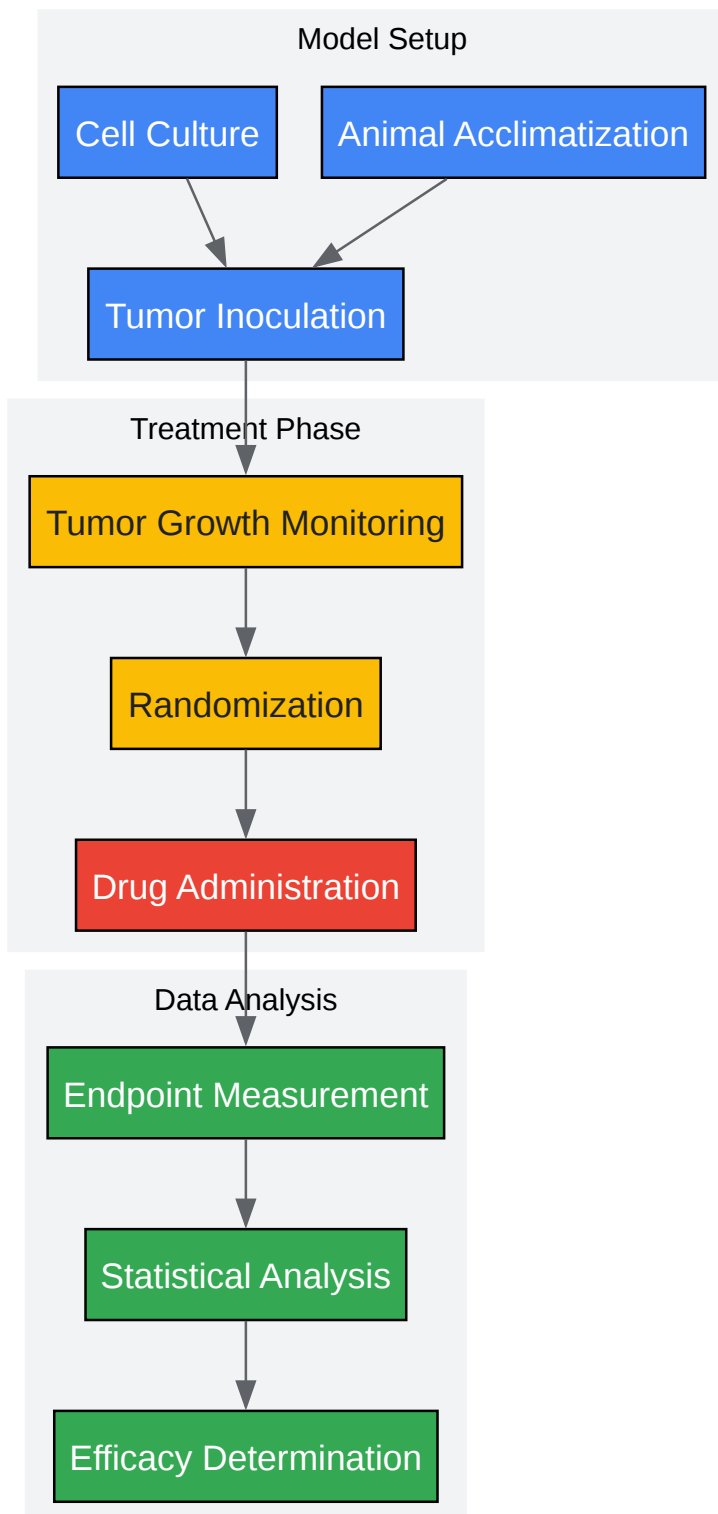 Model Setup
Cell Culture
Animal Acclimatization
Tumor Inoculation
Treatment Phase
Tumor Growth Monitoring
Randomization
Drug Administration
Data Analysis
Endpoint Measurement
Statistical Analysis
Efficacy Determination